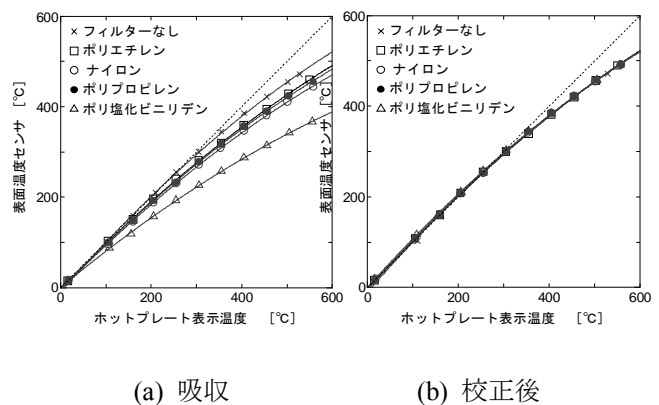 600
400
200
0
表面温度センサ [℃]
× フィルターなし
□ ポリエチレン
○ ナイロン
● ポリプロピレン
△ ポリ塩化ビニリデン
0 200 400 600
ホットプレート表示温度 [℃]
(a) 吸収
600
400
200
0
表面温度センサ [℃]
× フィルターなし
□ ポリエチレン
○ ナイロン
● ポリプロピレン
△ ポリ塩化ビニリデン
0 200 400 600
ホットプレート表示温度 [℃]
(b) 校正後